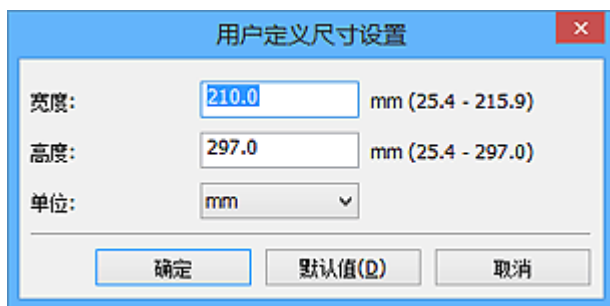 用户定义尺寸设置
宽度: 210.0 mm (25.4 - 215.9)
高度: 297.0 mm (25.4 - 297.0)
单位: mm
确定 默认值(D) 取消